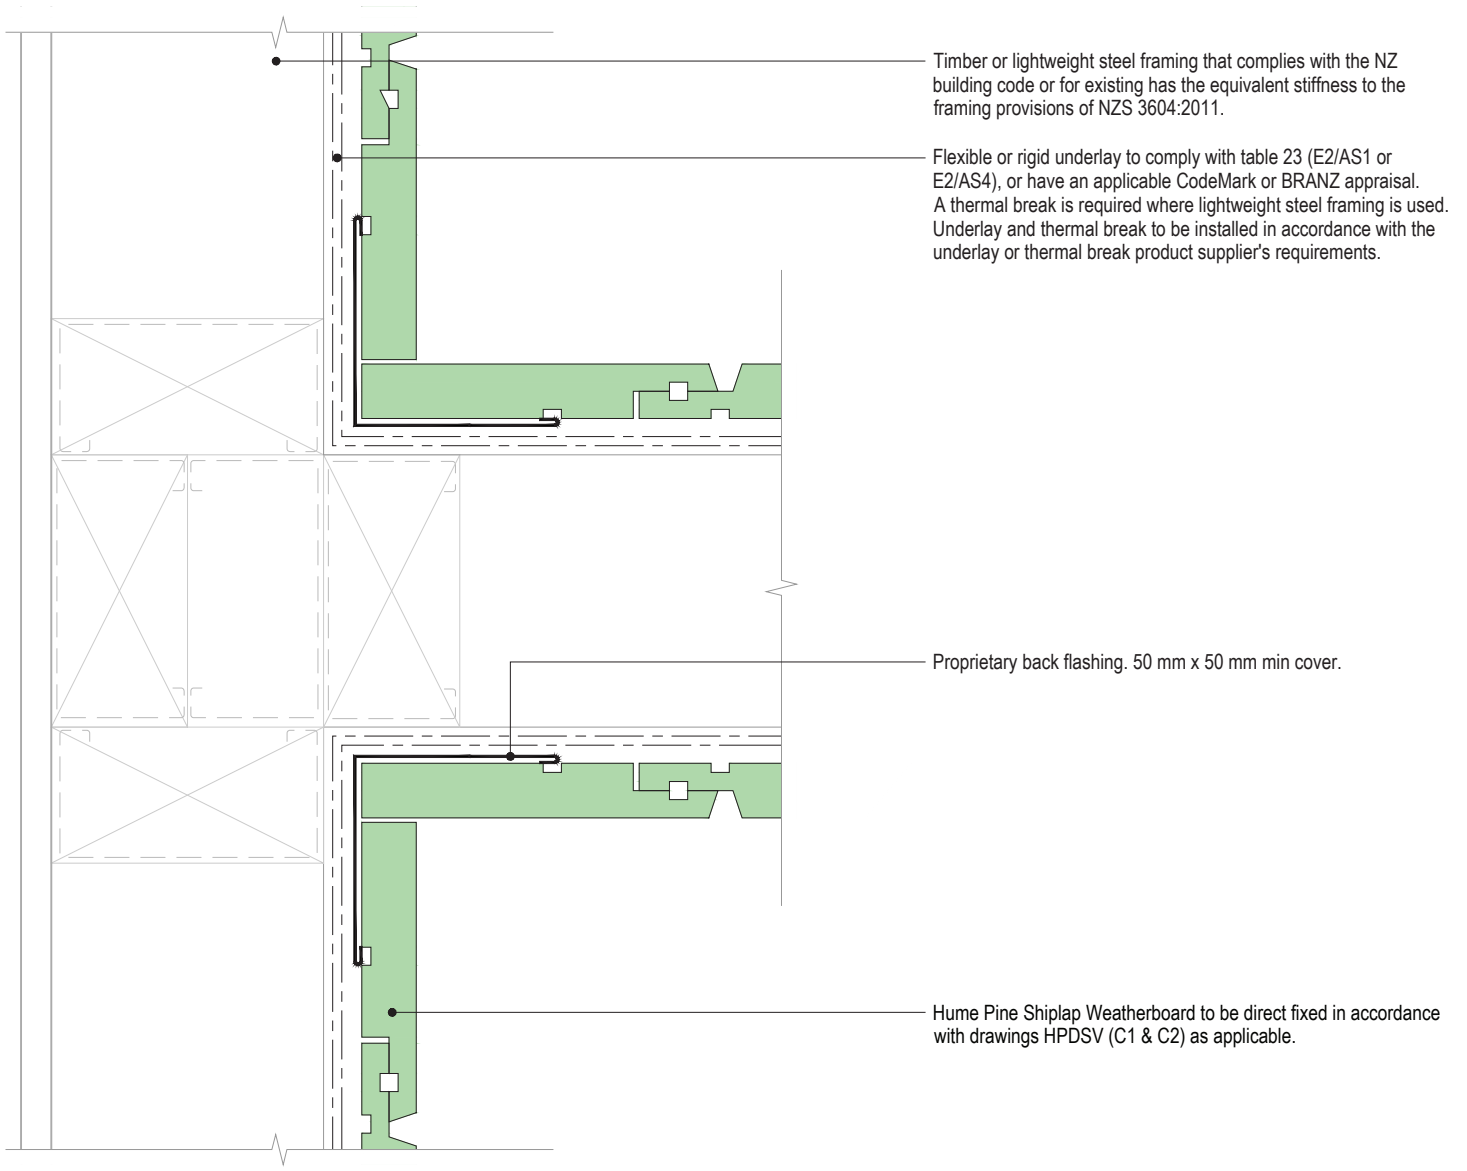 Timber or lightweight steel framing that complies with the NZ
building code or for existing has the equivalent stiffness to the
framing provisions of NZS 3604:2011.
Flexible or rigid underlay to comply with table 23 (E2/AS1 or
E2/AS4), or have an applicable CodeMark or BRANZ appraisal.
A thermal break is required where lightweight steel framing is used.
Underlay and thermal break to be installed in accordance with the
underlay or thermal break product supplier's requirements.
Proprietary back flashing. 50 mm x 50 mm min cover.
Hume Pine Shiplap Weatherboard to be direct fixed in accordance
with drawings HPDSV (C1 & C2) as applicable.